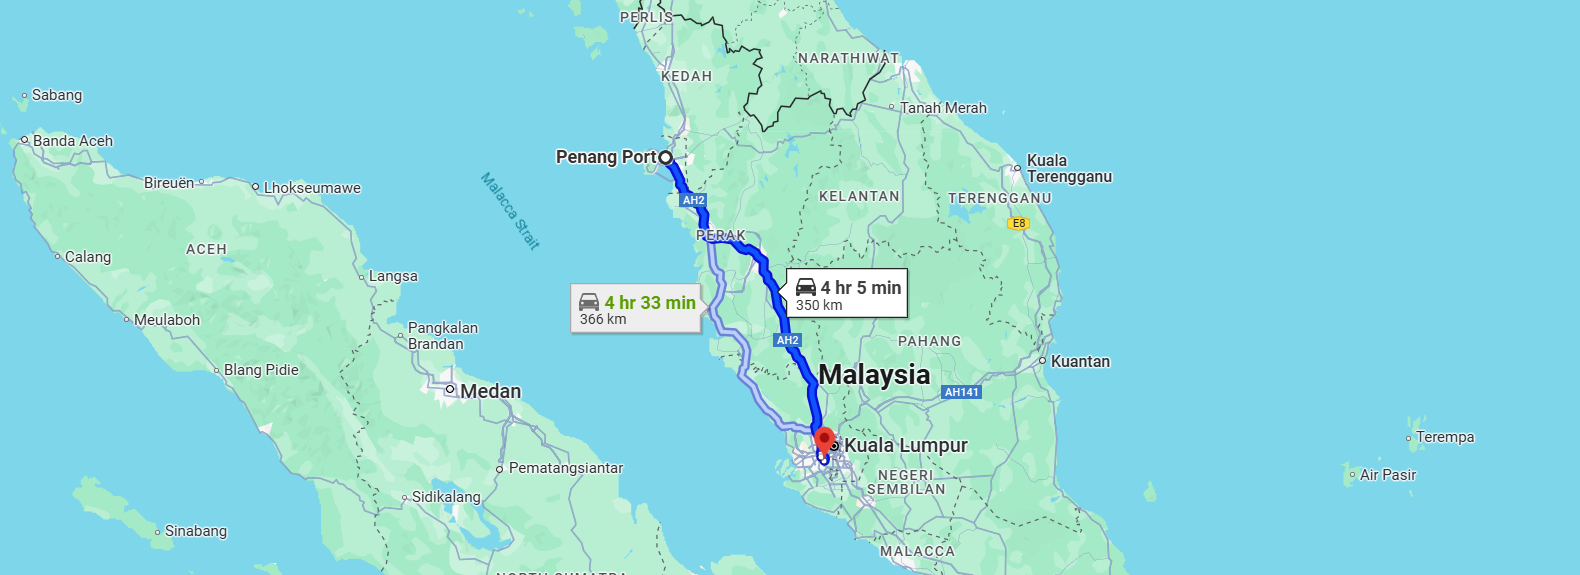 PERLIS
NARATHIWAT
KEDAH
Sabang
Tanah Merah
Banda Aceh
Penang Port
Kuala
Terengganu
Bireuën
Lhokseumawe
Malacca Strait
AH2
KELANTAN
TERENGGANU
E8
PERAK
ACEH
Calang
Langsa
4 hr 5 min
350 km
4 hr 33 min
366 km
Meulaboh
Pangkalan
Brandan
AH2
PAHANG
Kuantan
Blang Pidie
Malaysia
Medan
AH141
Terempa
Kuala Lumpur
Pematangsiantar
NEGERI
SEMBILAN
Air Pasir
Sidikalang
Sinabang
MALACCA
NORTH SUMATRA